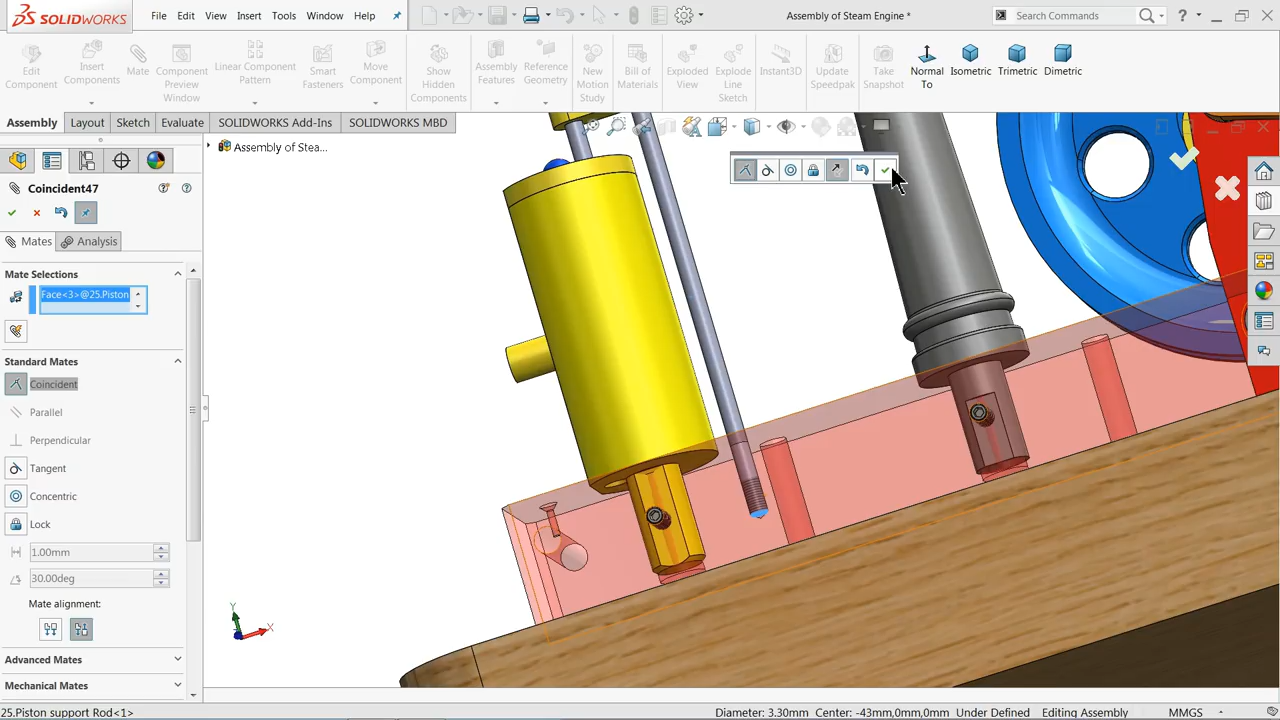 SOLIDWORKS File Edit View Insert Tools Window Help Assembly of Steam Engine * Search Commands ?
Edit Component
Insert Components
Mate
Component Preview Window
Linear Component Pattern
Smart Fasteners
Move Component
Show Hidden Components
Assembly Features
Reference Geometry
New Motion Study
Bill of Materials
Exploded View
Explode Line Sketch
Instant3D
Update Speedpak
Take Snapshot
Normal To
Isometric
Trimetric
Dimetric
Assembly Layout Sketch Evaluate SOLIDWORKS Add-Ins SOLIDWORKS MBD
Assembly of Stea...
Coincident47
Mates Analysis
Mate Selections
Face<3>@25.Piston
Standard Mates
Coincident
Parallel
Perpendicular
Tangent
Concentric
Lock
1.00mm
30.00deg
Mate alignment:
Advanced Mates
Mechanical Mates
Y
X
25.Piston support Rod<1> Diameter: 3.30mm Center: -43mm,0mm,0mm Under Defined Editing Assembly MMGS